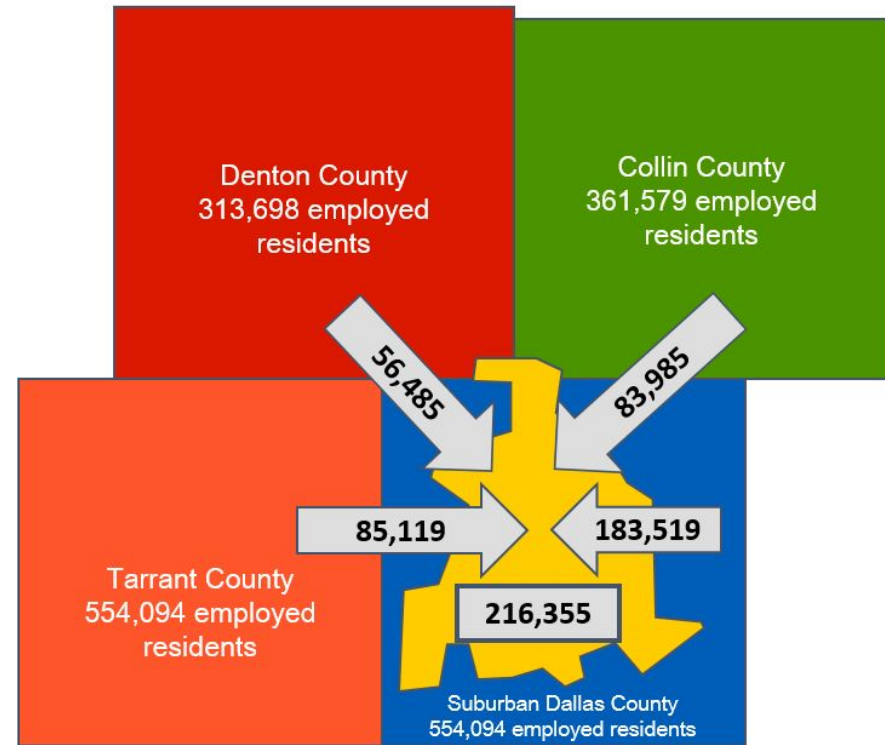 Denton County
313,698 employed
residents
Collin County
361,579 employed
residents
56,485
83,985
85,119
183,519
Tarrant County
554,094 employed
residents
216,355
Suburban Dallas County
554,094 employed residents